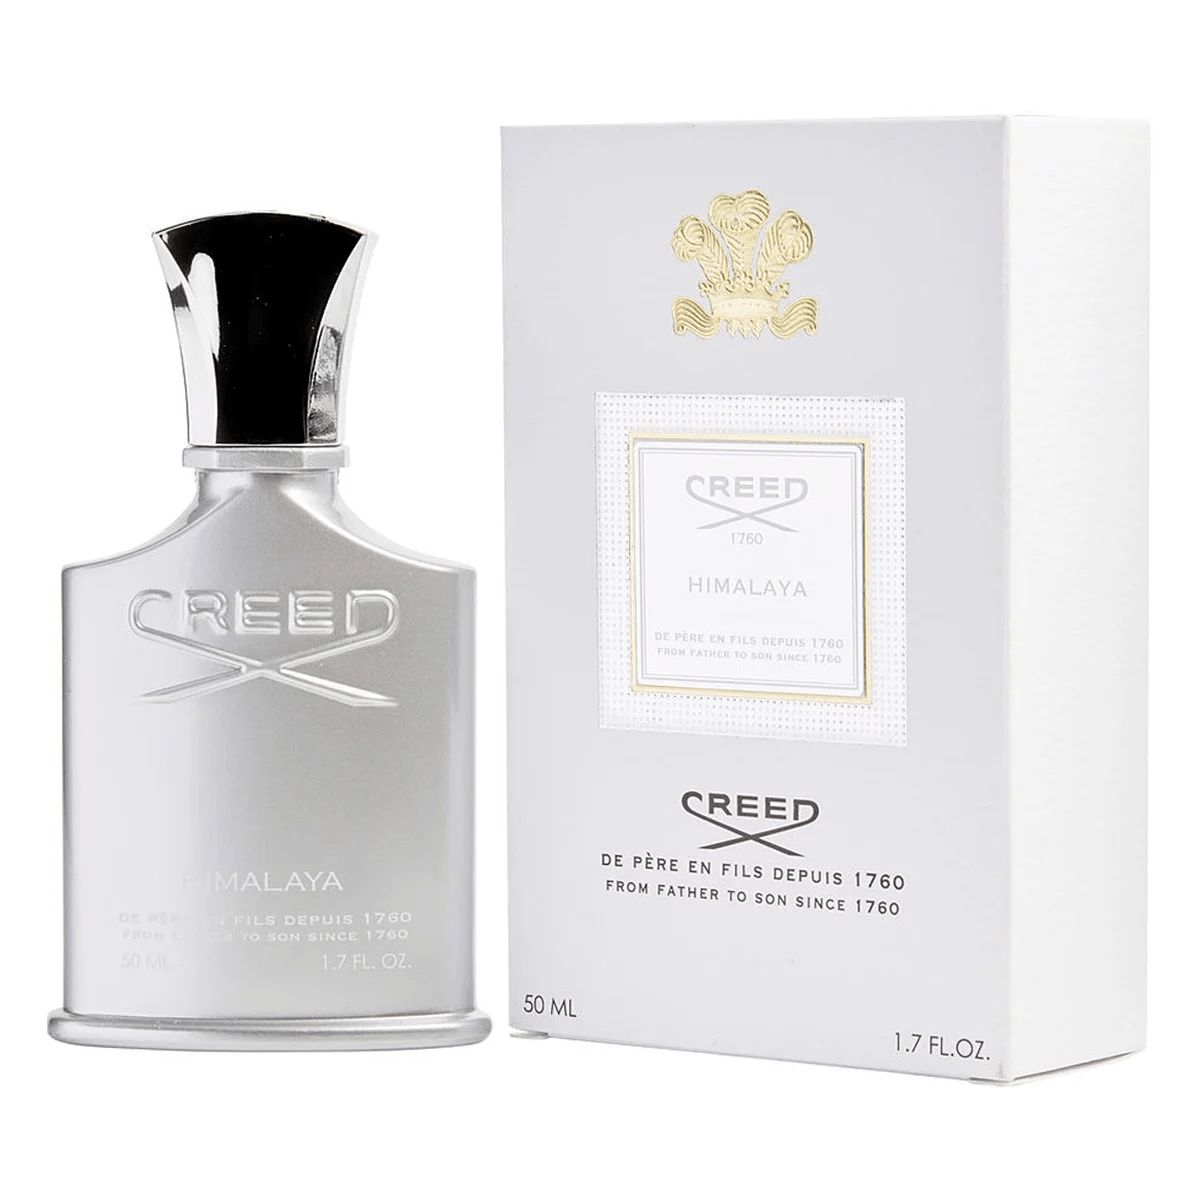 CREED
HIMALAYA
DE PÈRE EN FILS DEPUIS 1760
FROM FATHER TO SON SINCE 1760
50 ML
1.7 FL. OZ.
CREED
1760
HIMALAYA
DE PÈRE EN FILS DEPUIS 1760
FROM FATHER TO SON SINCE 1760
CREED
DE PÈRE EN FILS DEPUIS 1760
FROM FATHER TO SON SINCE 1760
50 ML
1.7 FL.OZ.